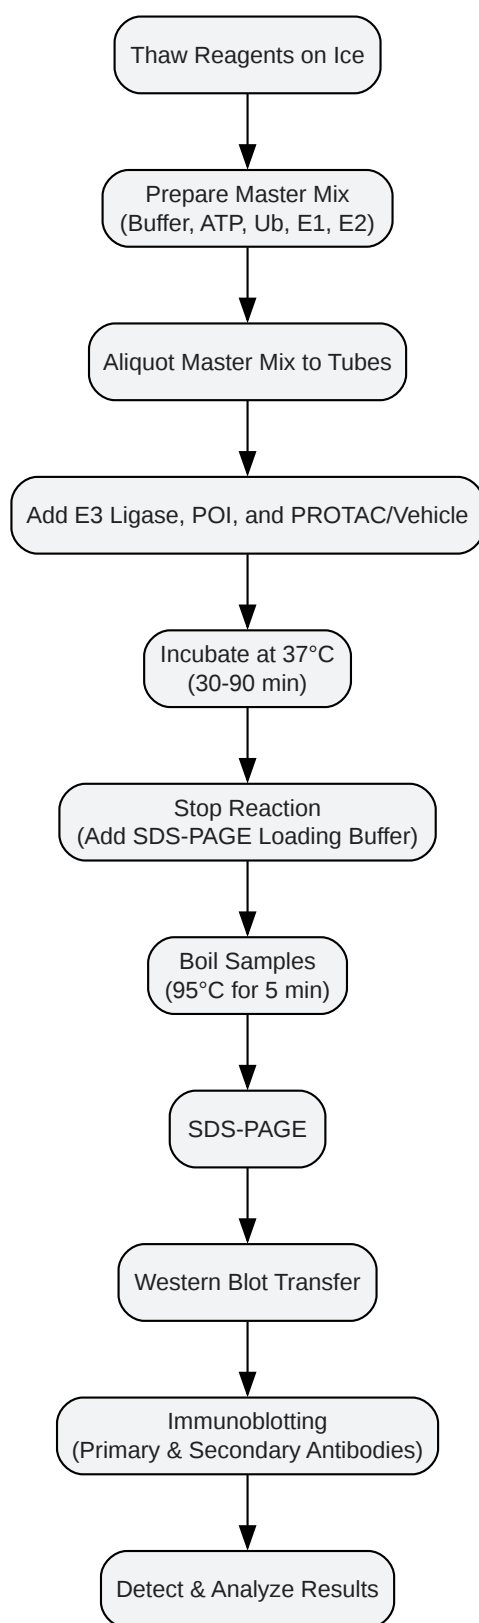 Thaw Reagents on Ice
Prepare Master Mix
(Buffer, ATP, Ub, E1, E2)
Aliquot Master Mix to Tubes
Add E3 Ligase, POI, and PROTAC/Vehicle
Incubate at 37°C
(30-90 min)
Stop Reaction
(Add SDS-PAGE Loading Buffer)
Boil Samples
(95°C for 5 min)
SDS-PAGE
Western Blot Transfer
Immunoblotting
(Primary & Secondary Antibodies)
Detect & Analyze Results